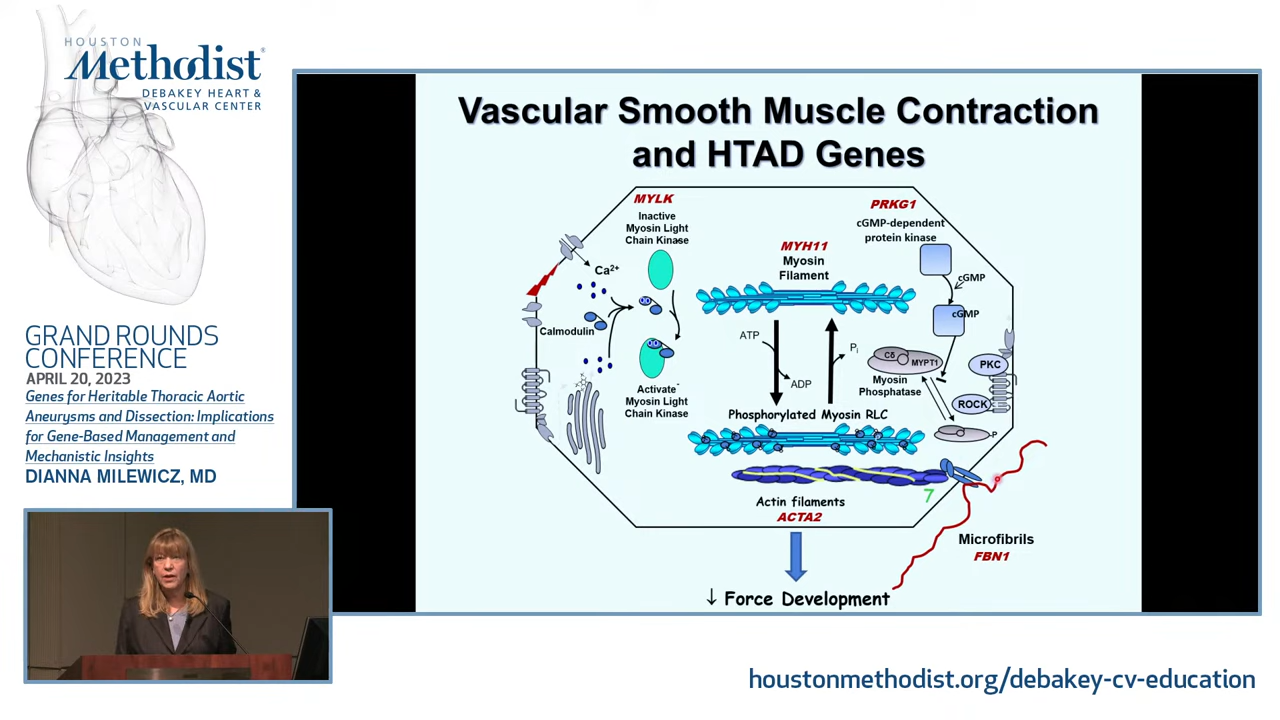 HOUSTON
Methodist®
DEBAKEY HEART &
VASCULAR CENTER
GRAND ROUNDS
CONFERENCE
APRIL 20, 2023
Genes for Heritable Thoracic Aortic
Aneurysms and Dissection: Implications
for Gene-Based Management and
Mechanistic Insights
DIANNA MILEWICZ, MD
Vascular Smooth Muscle Contraction
and HTAD Genes
MYLK
Inactive
Myosin Light
Chain Kinase
Ca2+
Calmodulin
Activate
Myosin Light
Chain Kinase
MYH11
Myosin
Filament
ATP
ADP
Pi
Phosphorylated Myosin RLC
PRKG1
cGMP-dependent
protein kinase
cGMP
cGMP
Cδ
MYPT1
Myosin
Phosphatase
PKC
ROCK
P
Actin filaments
ACTA2
7
Microfibrils
FBN1
↓ Force Development
houstonmethodist.org/debakey-cv-education